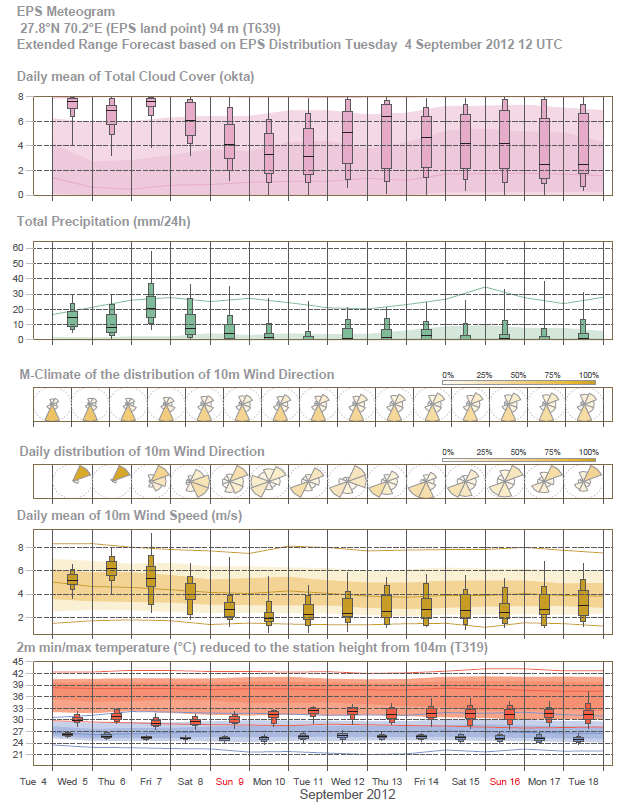 EPS Meteogram
27.8°N 70.2°E (EPS land point) 94 m (T639)
Extended Range Forecast based on EPS Distribution Tuesday 4 September 2012 12 UTC
Daily mean of Total Cloud Cover (okta)
8
6
4
2
0
Total Precipitation (mm/24h)
60
50
40
30
20
10
0
M-Climate of the distribution of 10m Wind Direction
0% 25% 50% 75% 100%
Daily distribution of 10m Wind Direction
0% 25% 50% 75% 100%
Daily mean of 10m Wind Speed (m/s)
8
6
4
2
2m min/max temperature (°C) reduced to the station height from 104m (T319)
45
42
39
36
33
30
27
24
21
Tue 4 Wed 5 Thu 6 Fri 7 Sat 8 Sun 9 Mon 10 Tue 11 Wed 12 Thu 13 Fri 14 Sat 15 Sun 16 Mon 17 Tue 18
September 2012